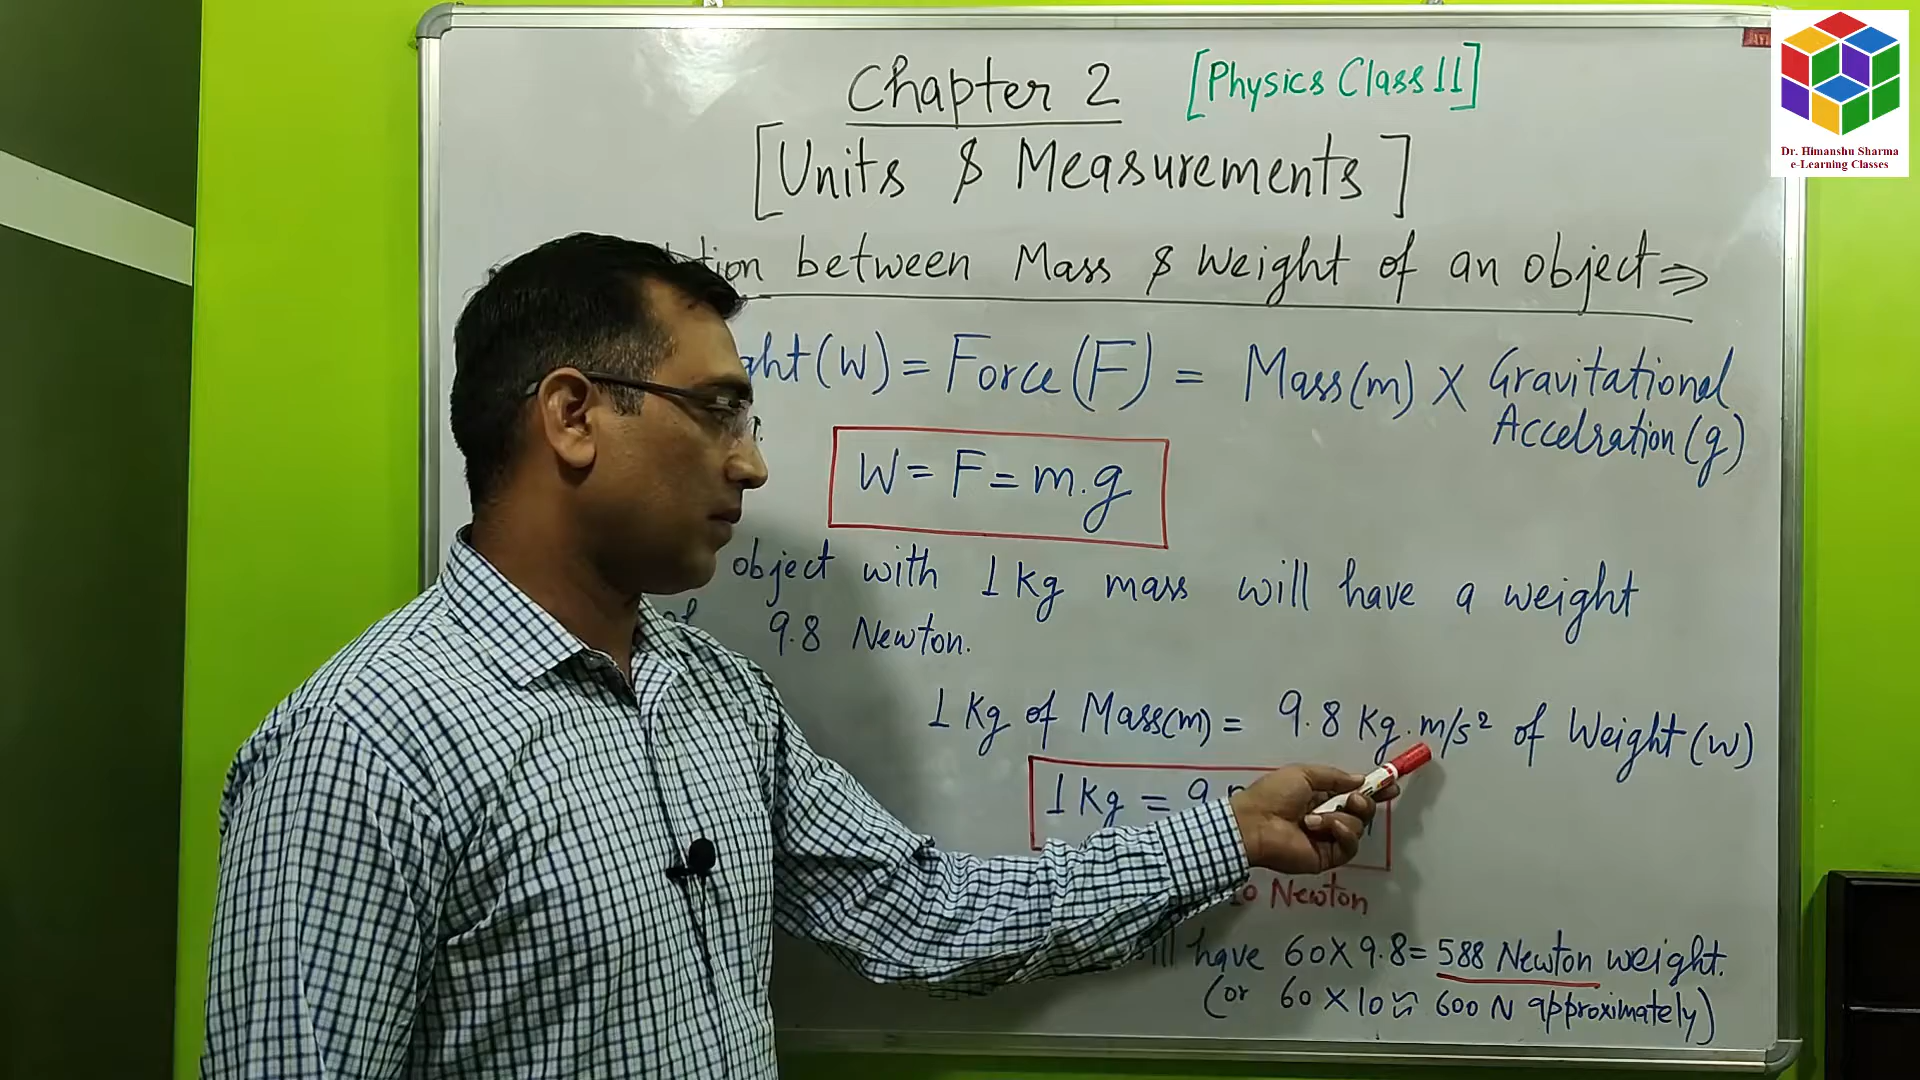 Chapter 2 [Physics Class 11]
[Units & Measurements]
between Mass & Weight of an object ⇒
(W) = Force (F) = Mass(m) X Gravitational
Accelration (g)
W = F = m.g
object with 1 Kg mass will have a weight
of 9.8 Newton.
1 Kg of Mass(m) = 9.8 Kg.m/s² of Weight (W)
1 Kg = 9
10 Newton
have 60 X 9.8 = 588 Newton weight.
(or 60 X 10 ≈ 600 N approximately)
Dr. Himanshu Sharma
e-Learning Classes